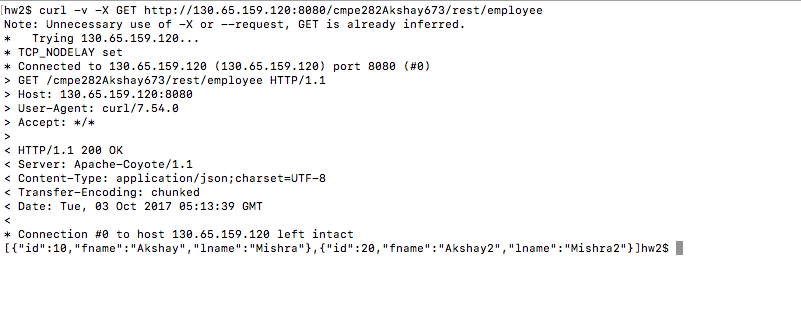 [hw2$ curl -v -X GET http://130.65.159.120:8080/cmpe282Akshay673/rest/employee
Note: Unnecessary use of -X or --request, GET is already inferred.
*   Trying 130.65.159.120...
* TCP_NODELAY set
* Connected to 130.65.159.120 (130.65.159.120) port 8080 (#0)
> GET /cmpe282Akshay673/rest/employee HTTP/1.1
> Host: 130.65.159.120:8080
> User-Agent: curl/7.54.0
> Accept: */*
>
< HTTP/1.1 200 OK
< Server: Apache-Coyote/1.1
< Content-Type: application/json;charset=UTF-8
< Transfer-Encoding: chunked
< Date: Tue, 03 Oct 2017 05:13:39 GMT
<
* Connection #0 to host 130.65.159.120 left intact
[{"id":10,"fname":"Akshay","lname":"Mishra"},{"id":20,"fname":"Akshay2","lname":"Mishra2"}]hw2$